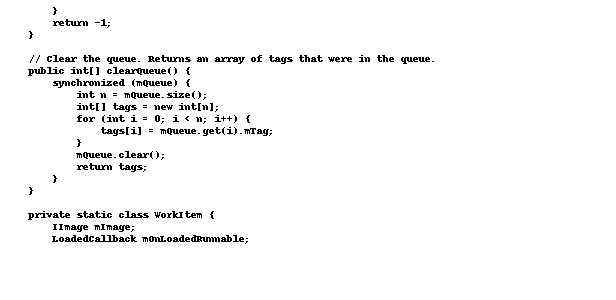 }
        return -1;
    }

    // Clear the queue. Returns an array of tags that were in the queue.
    public int[] clearQueue() {
        synchronized (mQueue) {
            int n = mQueue.size();
            int[] tags = new int[n];
            for (int i = 0; i < n; i++) {
                tags[i] = mQueue.get(i).mTag;
            }
            mQueue.clear();
            return tags;
        }
    }

    private static class WorkItem {
        IImage mImage;
        LoadedCallback mOnLoadedRunnable;